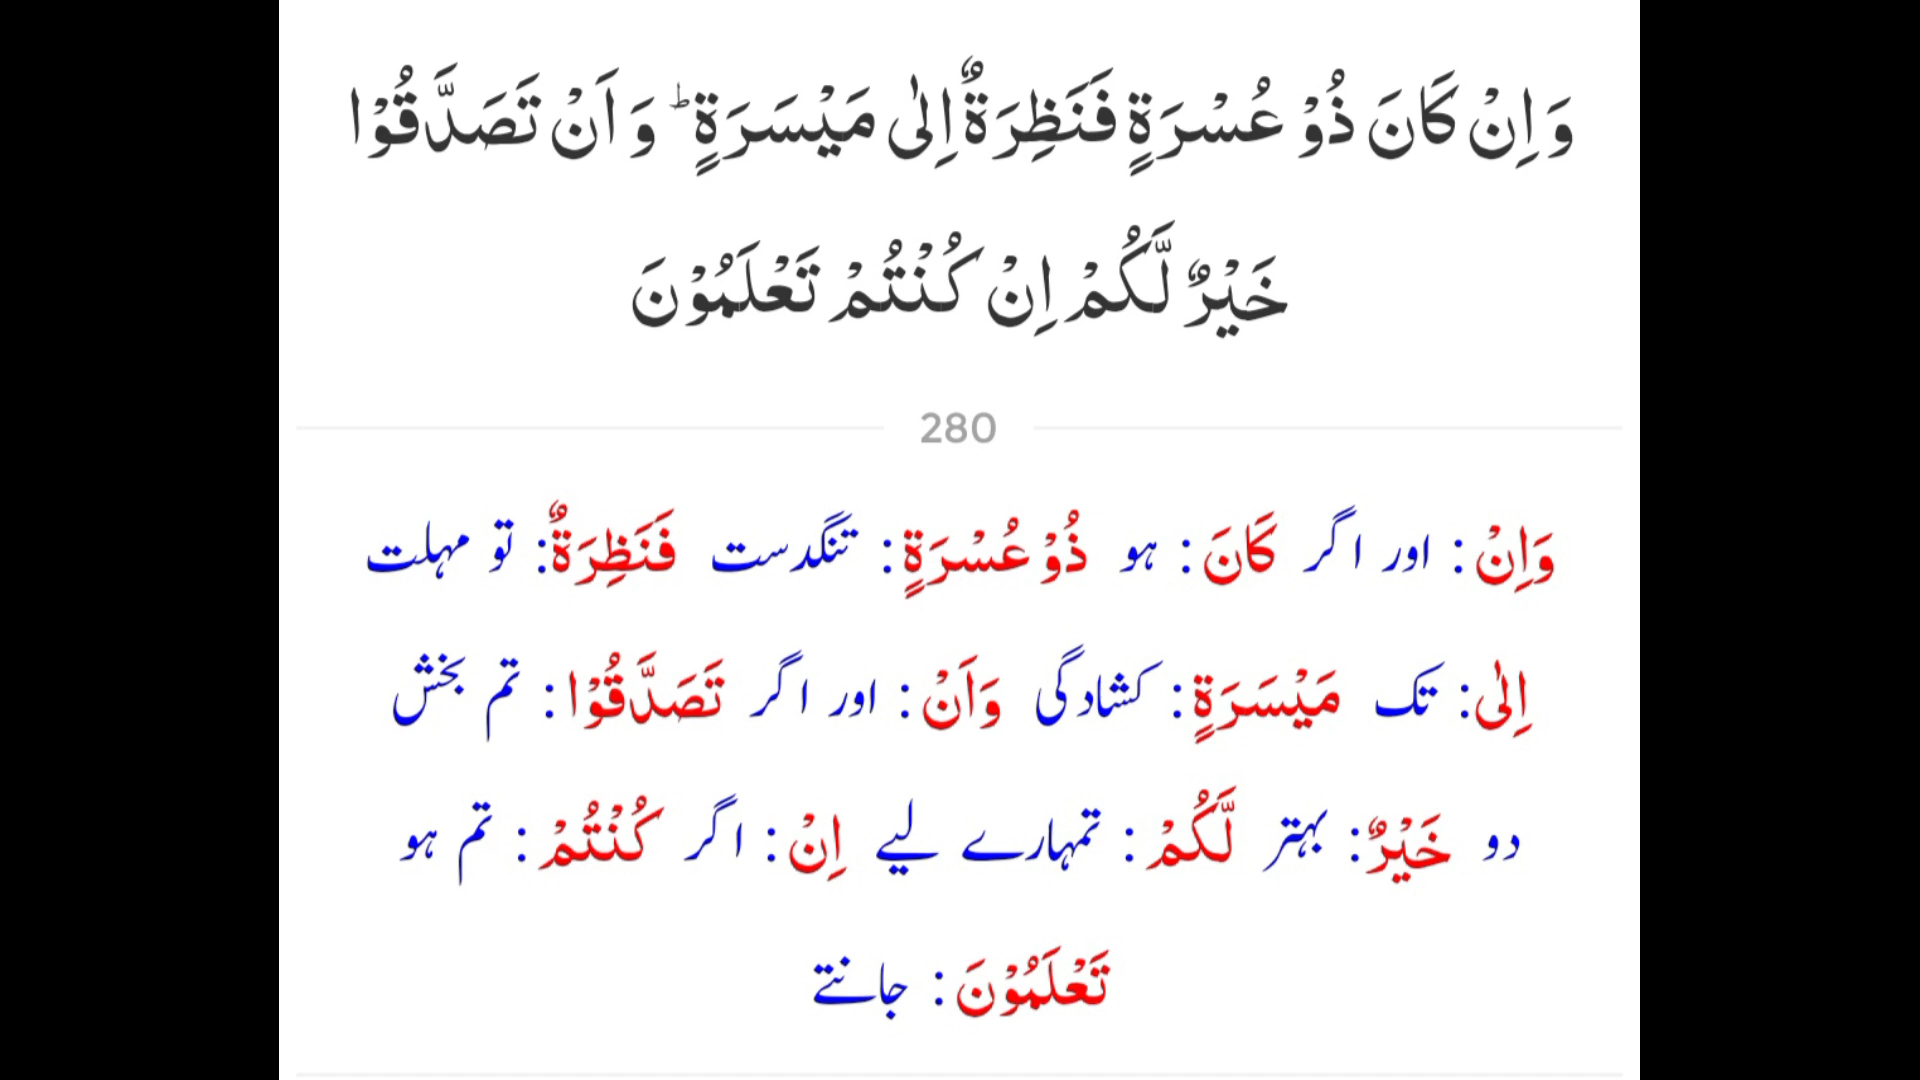 وَ اِنْ كَانَ ذُوْ عُسْرَةٍ فَنَظِرَةٌ اِلٰى مَيْسَرَةٍ ؕ وَ اَنْ تَصَدَّقُوْا
خَيْرٌ لَّكُمْ اِنْ كُنْتُمْ تَعْلَمُوْنَ
280
وَاِنْ : اور اگر كَانَ : ہو ذُوْ عُسْرَةٍ : تنگدست فَنَظِرَةٌ : تو مہلت
اِلٰى : تک مَيْسَرَةٍ : کشادگی وَاَنْ : اور اگر تَصَدَّقُوْا : تم بخش
دو خَيْرٌ : بہتر لَّكُمْ : تمہارے لیے اِنْ : اگر كُنْتُمْ : تم ہو
تَعْلَمُوْنَ : جانتے